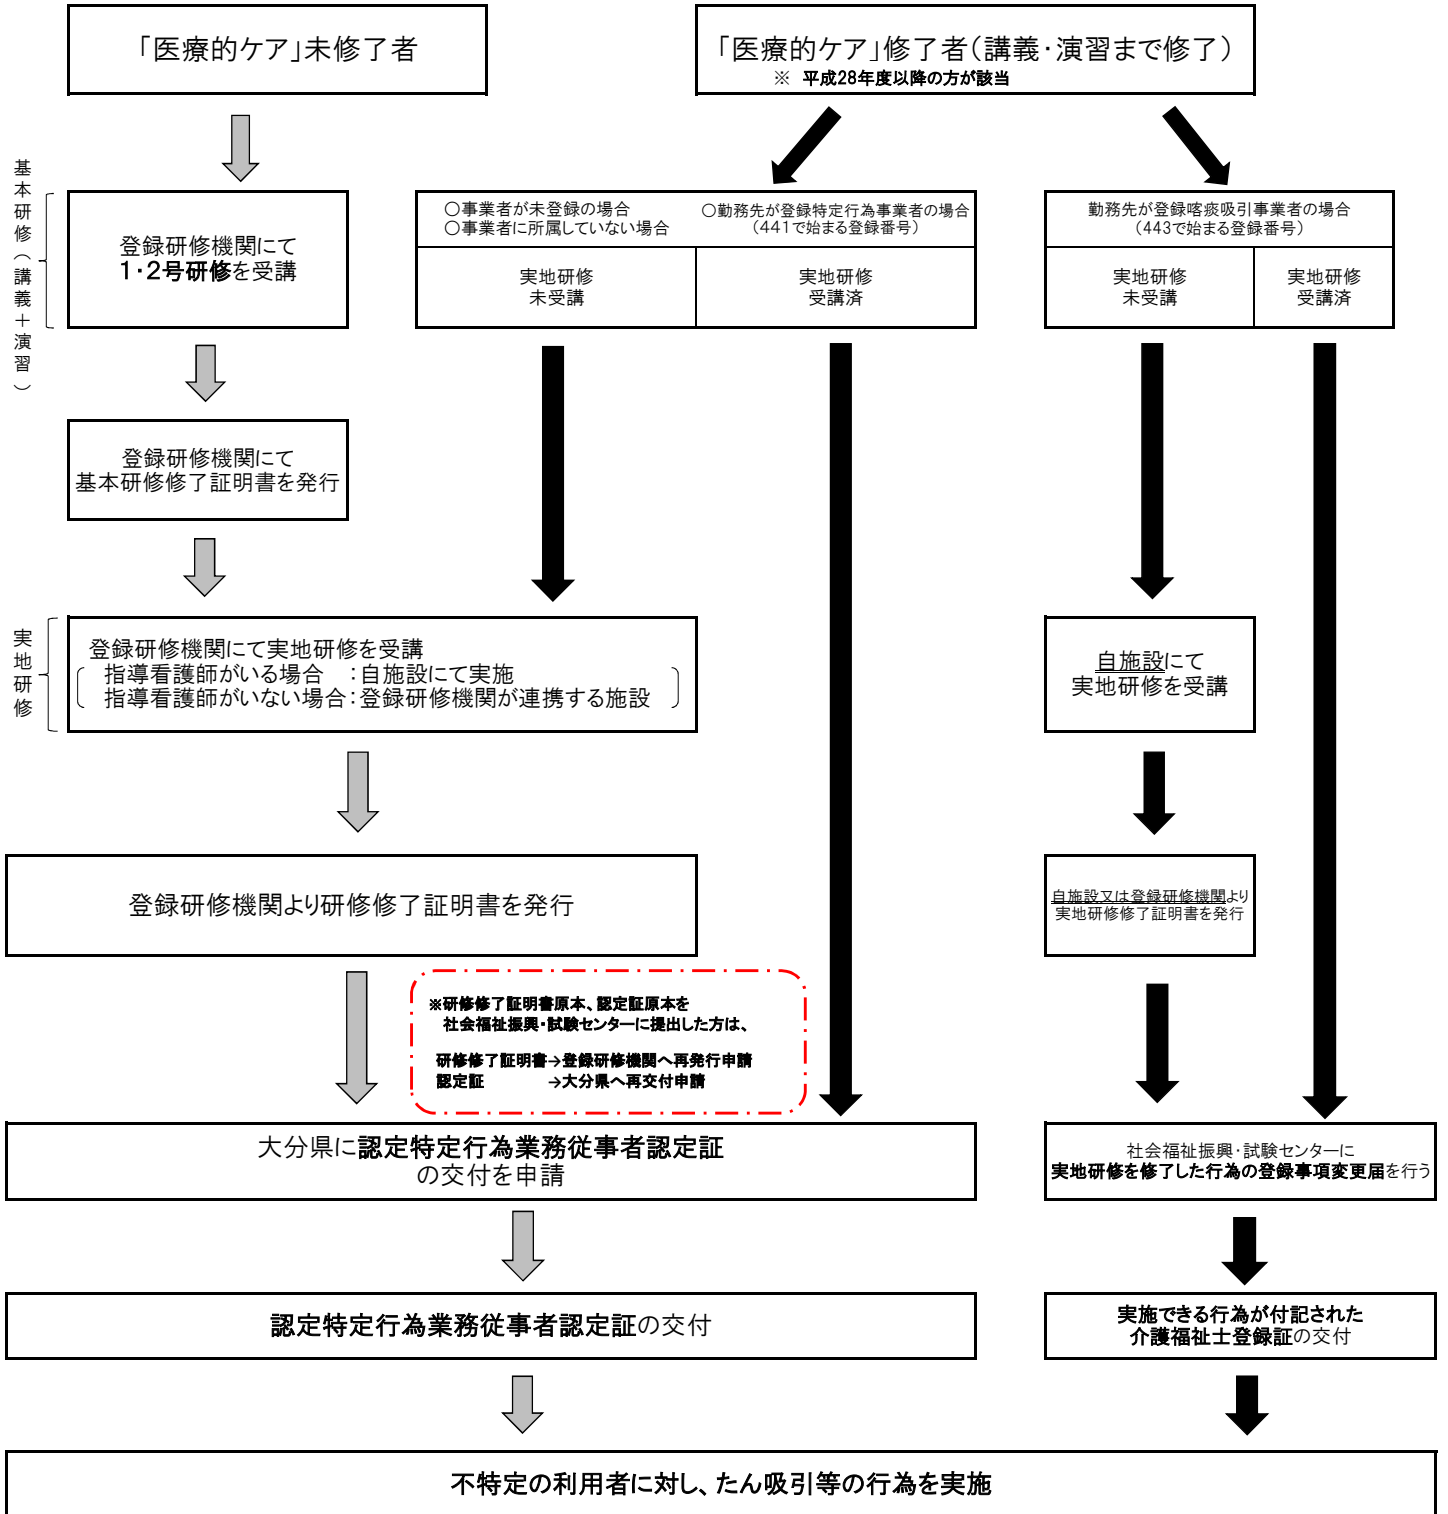 「医療的ケア」未修了者
「医療的ケア」修了者(講義・演習まで修了)
※ 平成28年度以降の方が該当
基本研修(講義+演習)
登録研修機関にて
1・2号研修を受講
○事業者が未登録の場合
○事業者に所属していない場合
○勤務先が登録特定行為事業者の場合
(441で始まる登録番号)
実地研修
未受講
実地研修
受講済
勤務先が登録喀痰吸引事業者の場合
(443で始まる登録番号)
実地研修
未受講
実地研修
受講済
登録研修機関にて
基本研修修了証明書を発行
実地研修
登録研修機関にて実地研修を受講
指導看護師がいる場合 :自施設にて実施
指導看護師がいない場合:登録研修機関が連携する施設
自施設にて
実地研修を受講
登録研修機関より研修修了証明書を発行
自施設又は登録研修機関より
実地研修修了証明書を発行
※研修修了証明書原本、認定証原本を
社会福祉振興・試験センターに提出した方は、
研修修了証明書→登録研修機関へ再発行申請
認定証 →大分県へ再交付申請
大分県に認定特定行為業務従事者認定証
の交付を申請
社会福祉振興・試験センターに
実地研修を修了した行為の登録事項変更届を行う
認定特定行為業務従事者認定証の交付
実施できる行為が付記された
介護福祉士登録証の交付
不特定の利用者に対し、たん吸引等の行為を実施